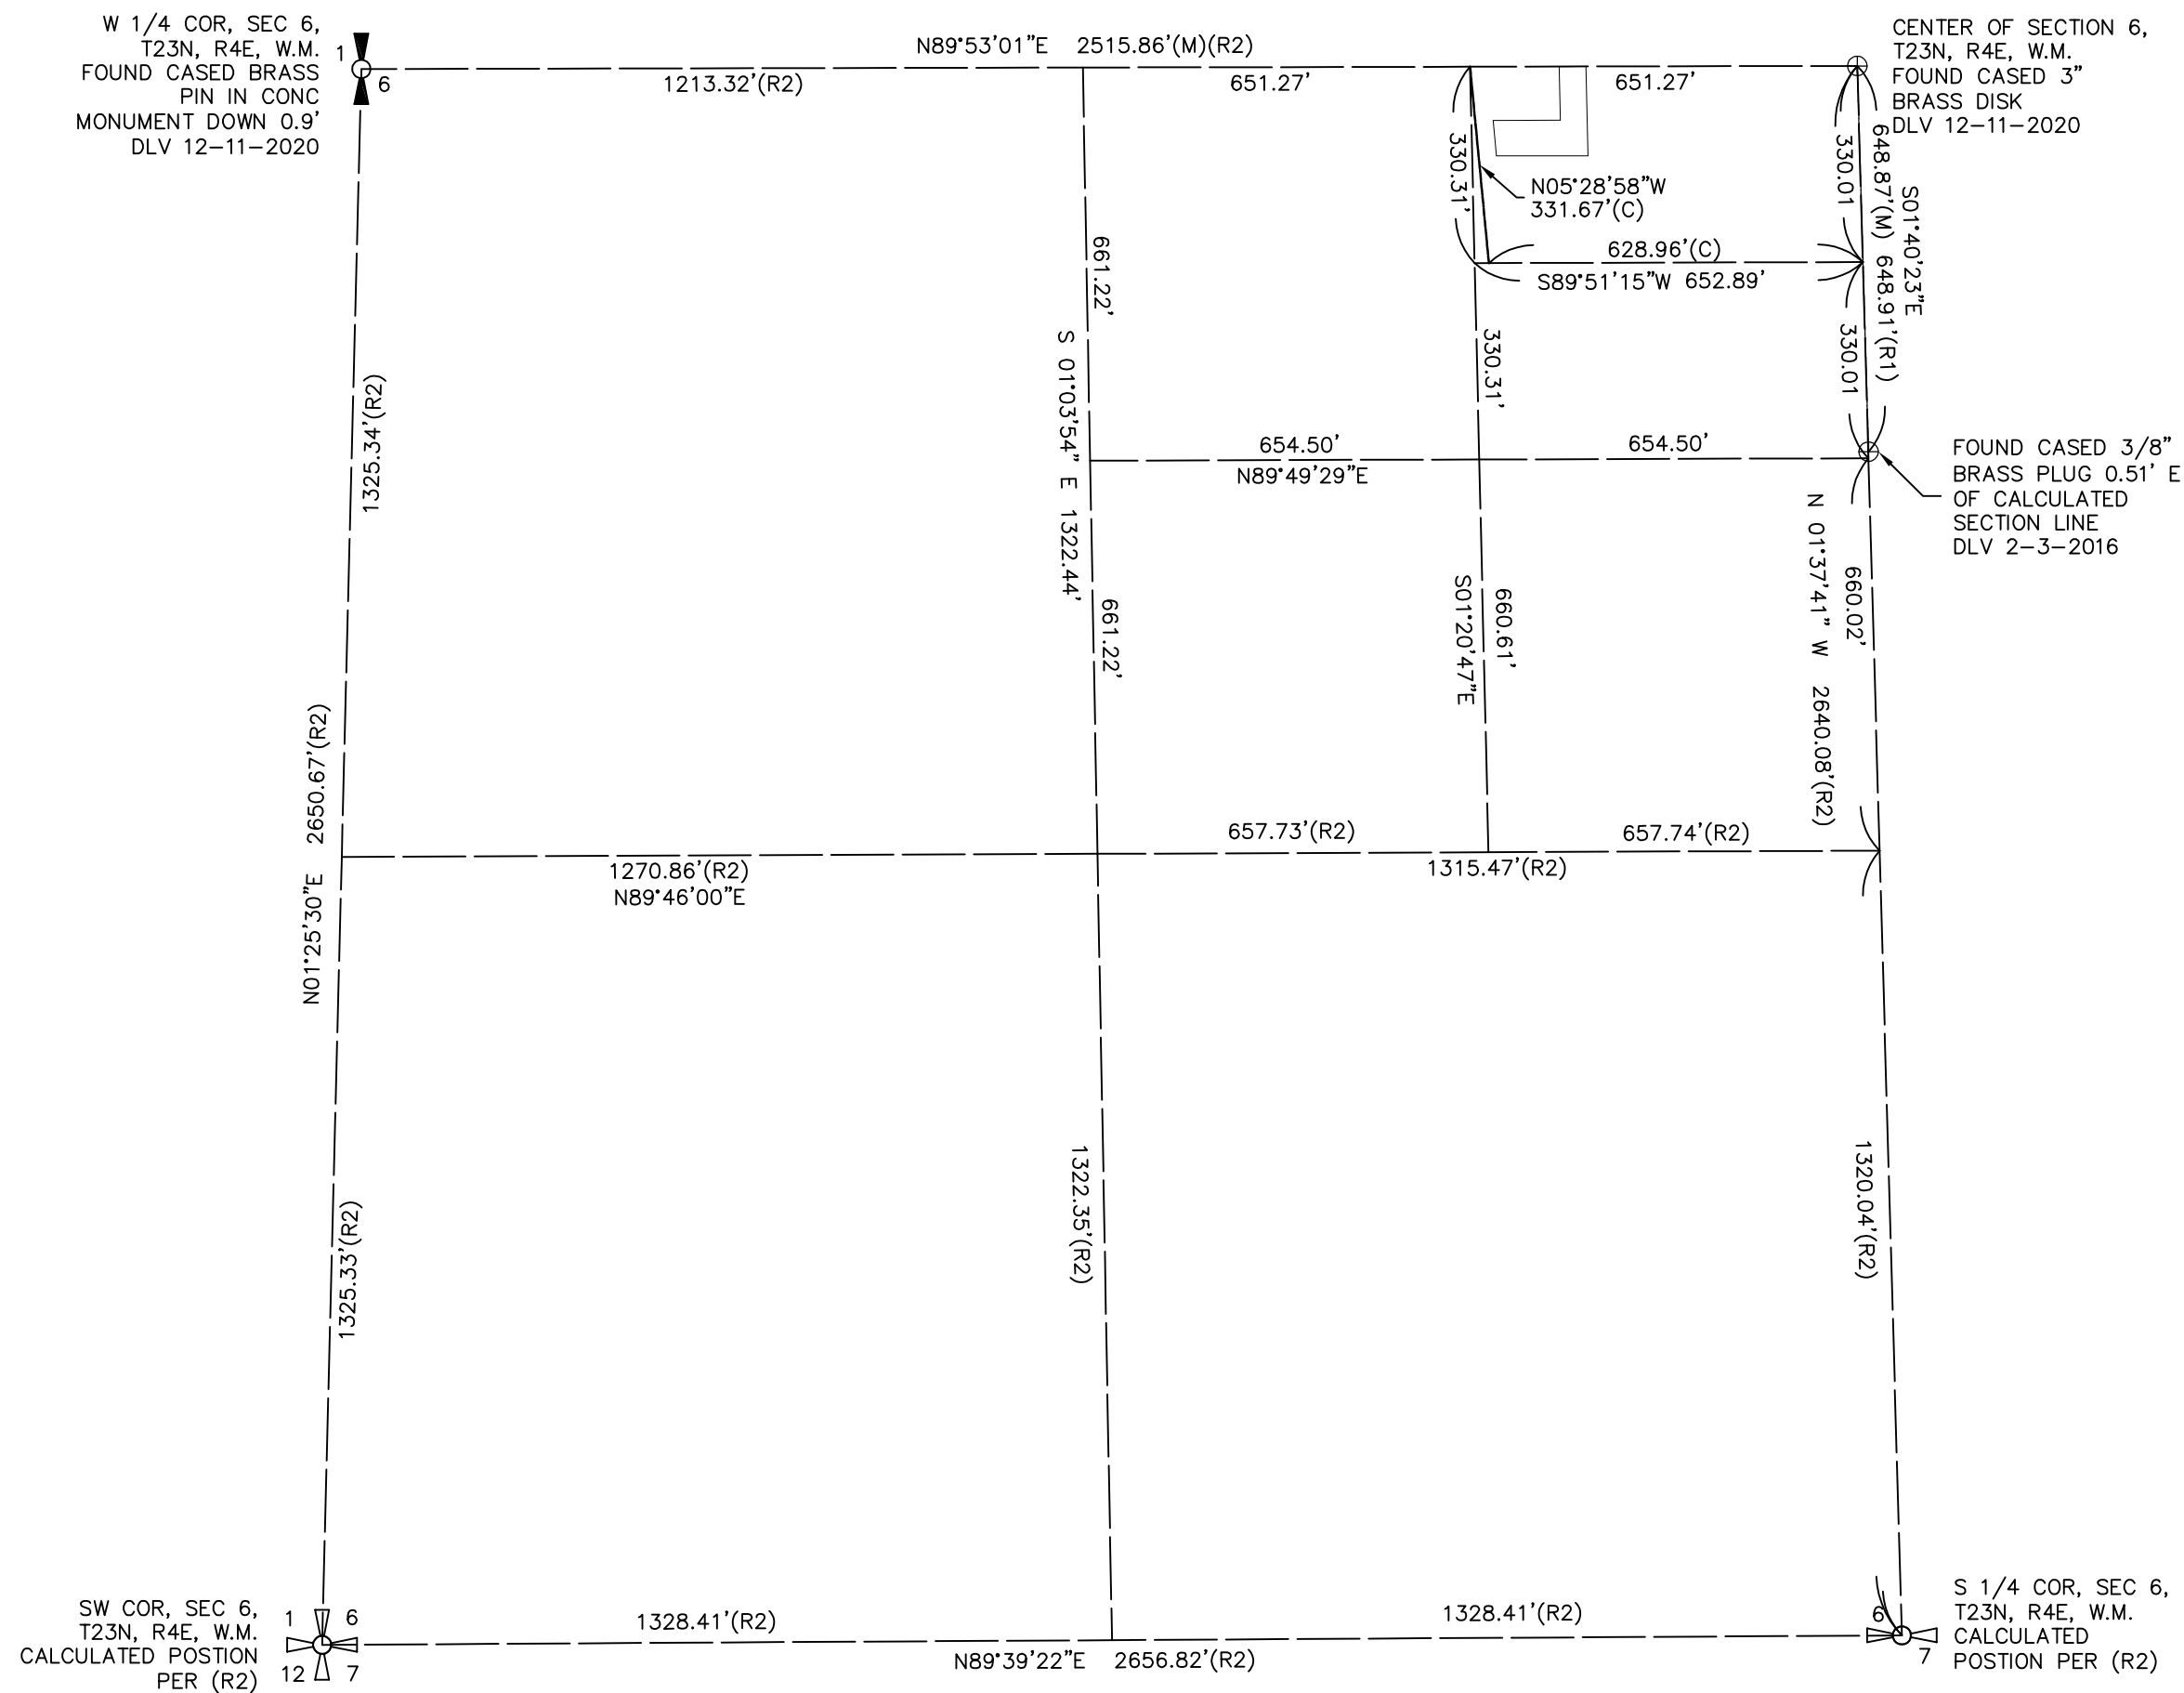 W 1/4 COR, SEC 6,
T23N, R4E, W.M.
FOUND CASED BRASS
PIN IN CONC
MONUMENT DOWN 0.9'
DLV 12-11-2020
1
6
N89°53'01"E 2515.86'(M)(R2)
1213.32'(R2)
651.27'
651.27'
CENTER OF SECTION 6,
T23N, R4E, W.M.
FOUND CASED 3"
BRASS DISK
DLV 12-11-2020
330.31'
N05°28'58"W
331.67'(C)
330.01
648.87'(M) 648.91'(R1)
S01°40'23"E
628.96'(C)
S89°51'15"W 652.89'
661.22'
330.31'
330.01
1325.34'(R2)
S 01°03'54" E 1322.44'
654.50'
654.50'
N89°49'29"E
FOUND CASED 3/8"
BRASS PLUG 0.51' E
OF CALCULATED
SECTION LINE
DLV 2-3-2016
N 01°37'41" W 2640.08'(R2)
660.02'
661.22'
S01°20'47"E
660.61'
N01°25'30"E 2650.67'(R2)
657.73'(R2)
657.74'(R2)
1270.86'(R2)
N89°46'00"E
1315.47'(R2)
1325.33'(R2)
1322.35'(R2)
1320.04'(R2)
SW COR, SEC 6,
T23N, R4E, W.M.
CALCULATED POSTION
PER (R2)
1
6
12
7
1328.41'(R2)
1328.41'(R2)
N89°39'22"E 2656.82'(R2)
6
7
S 1/4 COR, SEC 6,
T23N, R4E, W.M.
CALCULATED
POSTION PER (R2)